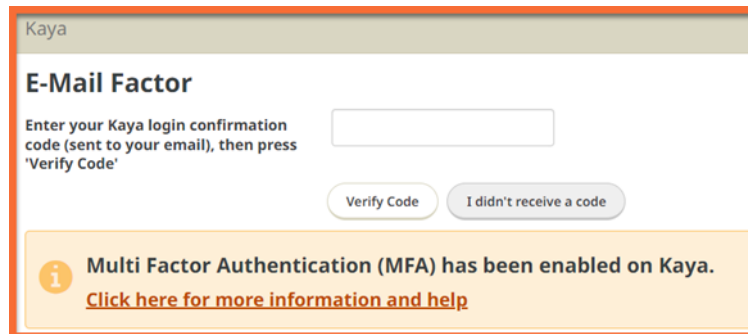 Kaya
E-Mail Factor
Enter your Kaya login confirmation
code (sent to your email), then press
'Verify Code'
Verify Code
I didn't receive a code
Multi Factor Authentication (MFA) has been enabled on Kaya.
Click here for more information and help